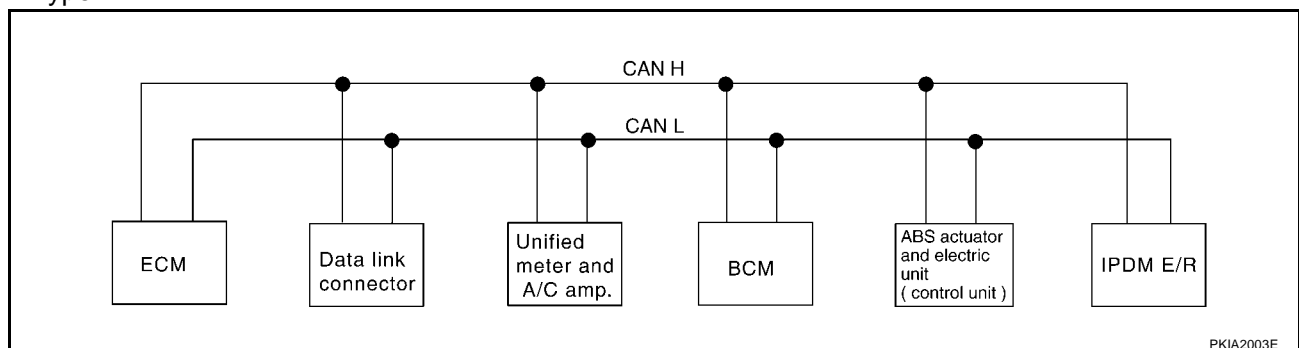 CAN H
CAN L
ECM
Data link
connector
Unified
meter and
A/C amp.
BCM
ABS actuator
and electric
unit
( control unit )
IPDM E/R
PKIA2003E